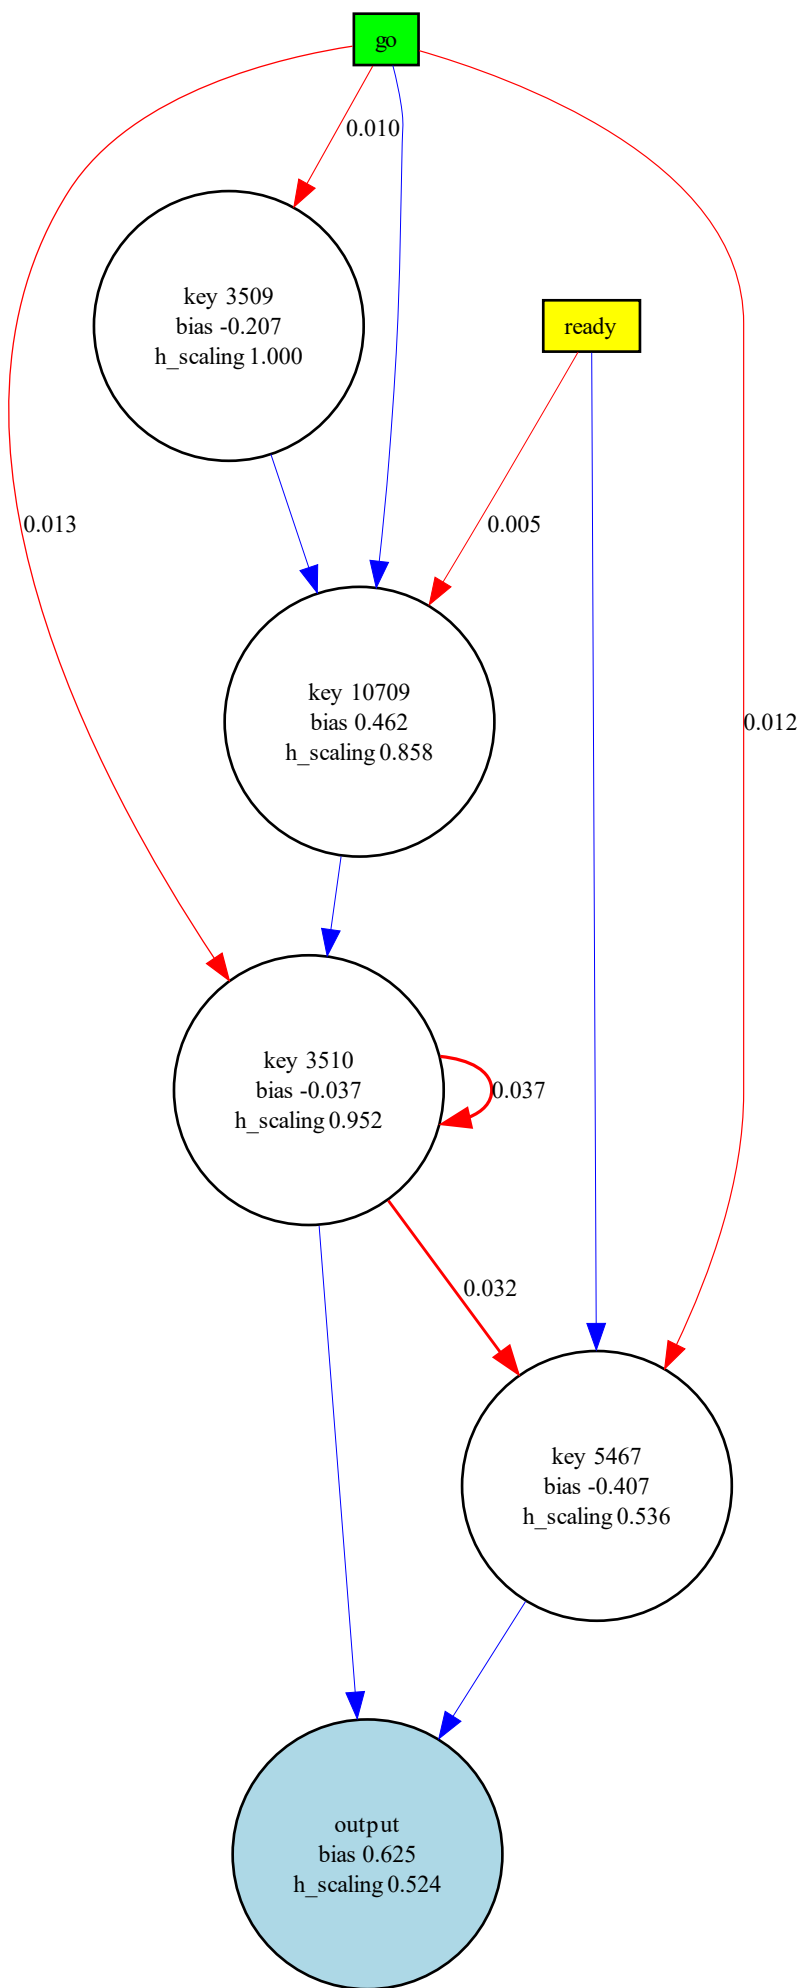 go
0.010
key 3509
bias -0.207
h_scaling 1.000
ready
0.013
0.005
key 10709
bias 0.462
h_scaling 0.858
0.012
key 3510
bias -0.037
h_scaling 0.952
0.037
0.032
key 5467
bias -0.407
h_scaling 0.536
output
bias 0.625
h_scaling 0.524